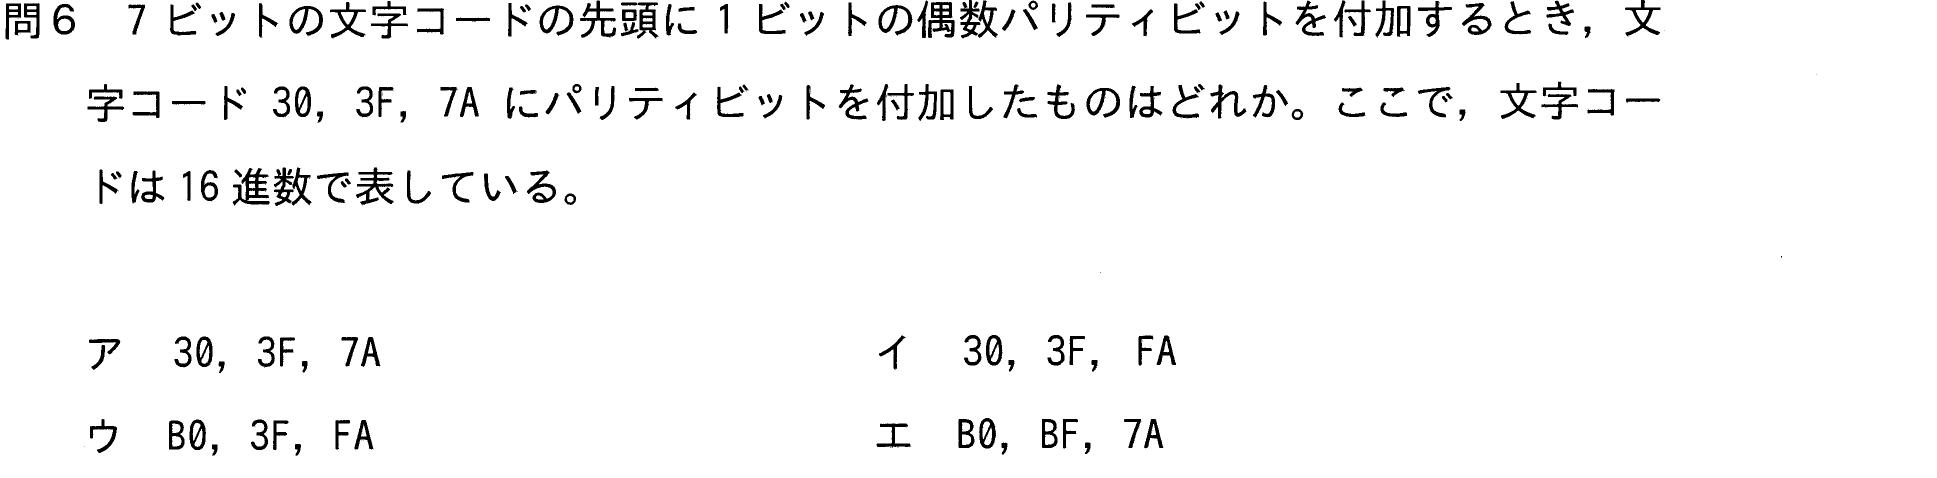 問6　7ビットの文字コードの先頭に1ビットの偶数パリティビットを付加するとき，文
字コード 30，3F，7A にパリティビットを付加したものはどれか。ここで，文字コー
ドは16進数で表している。
ア　30，3F，7A　イ　30，3F，FA
ウ　B0，3F，FA　エ　B0，BF，7A